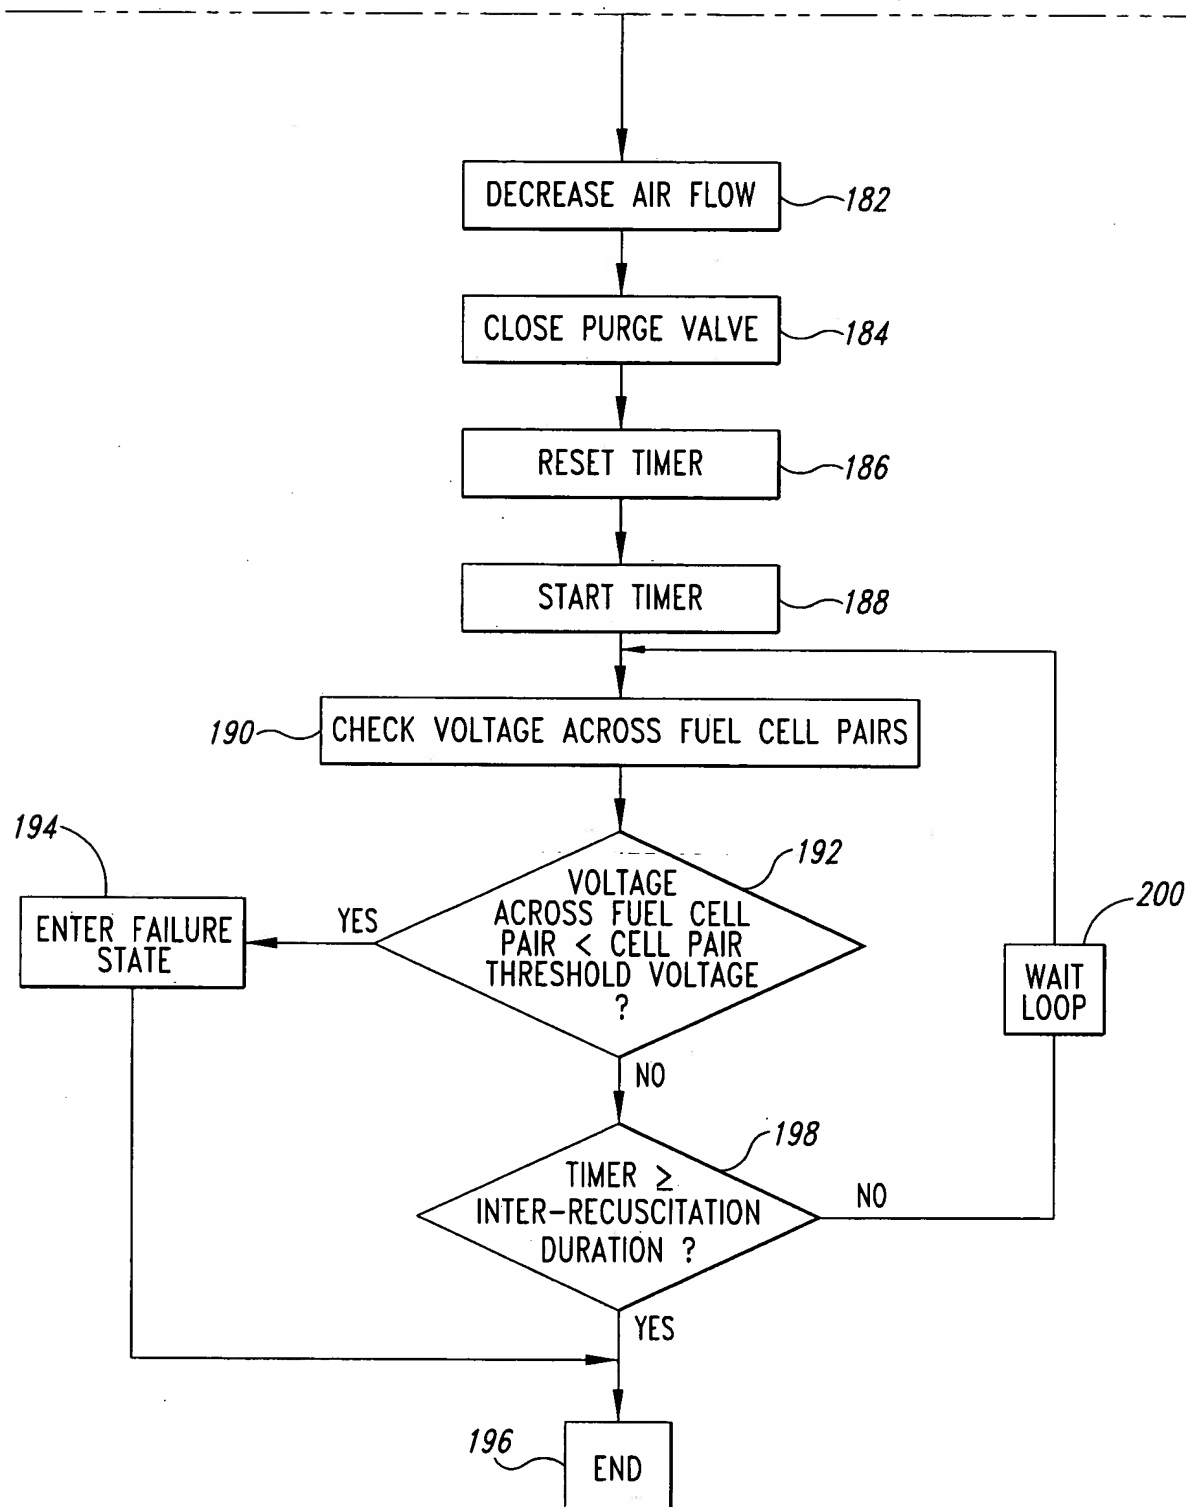 DECREASE AIR FLOW
182
CLOSE PURGE VALVE
184
RESET TIMER
186
START TIMER
188
190
CHECK VOLTAGE ACROSS FUEL CELL PAIRS
194
ENTER FAILURE
STATE
YES
192
VOLTAGE
ACROSS FUEL CELL
PAIR < CELL PAIR
THRESHOLD VOLTAGE
?
200
WAIT
LOOP
NO
198
TIMER ≥
INTER-RECUSCITATION
DURATION ?
NO
YES
196
END